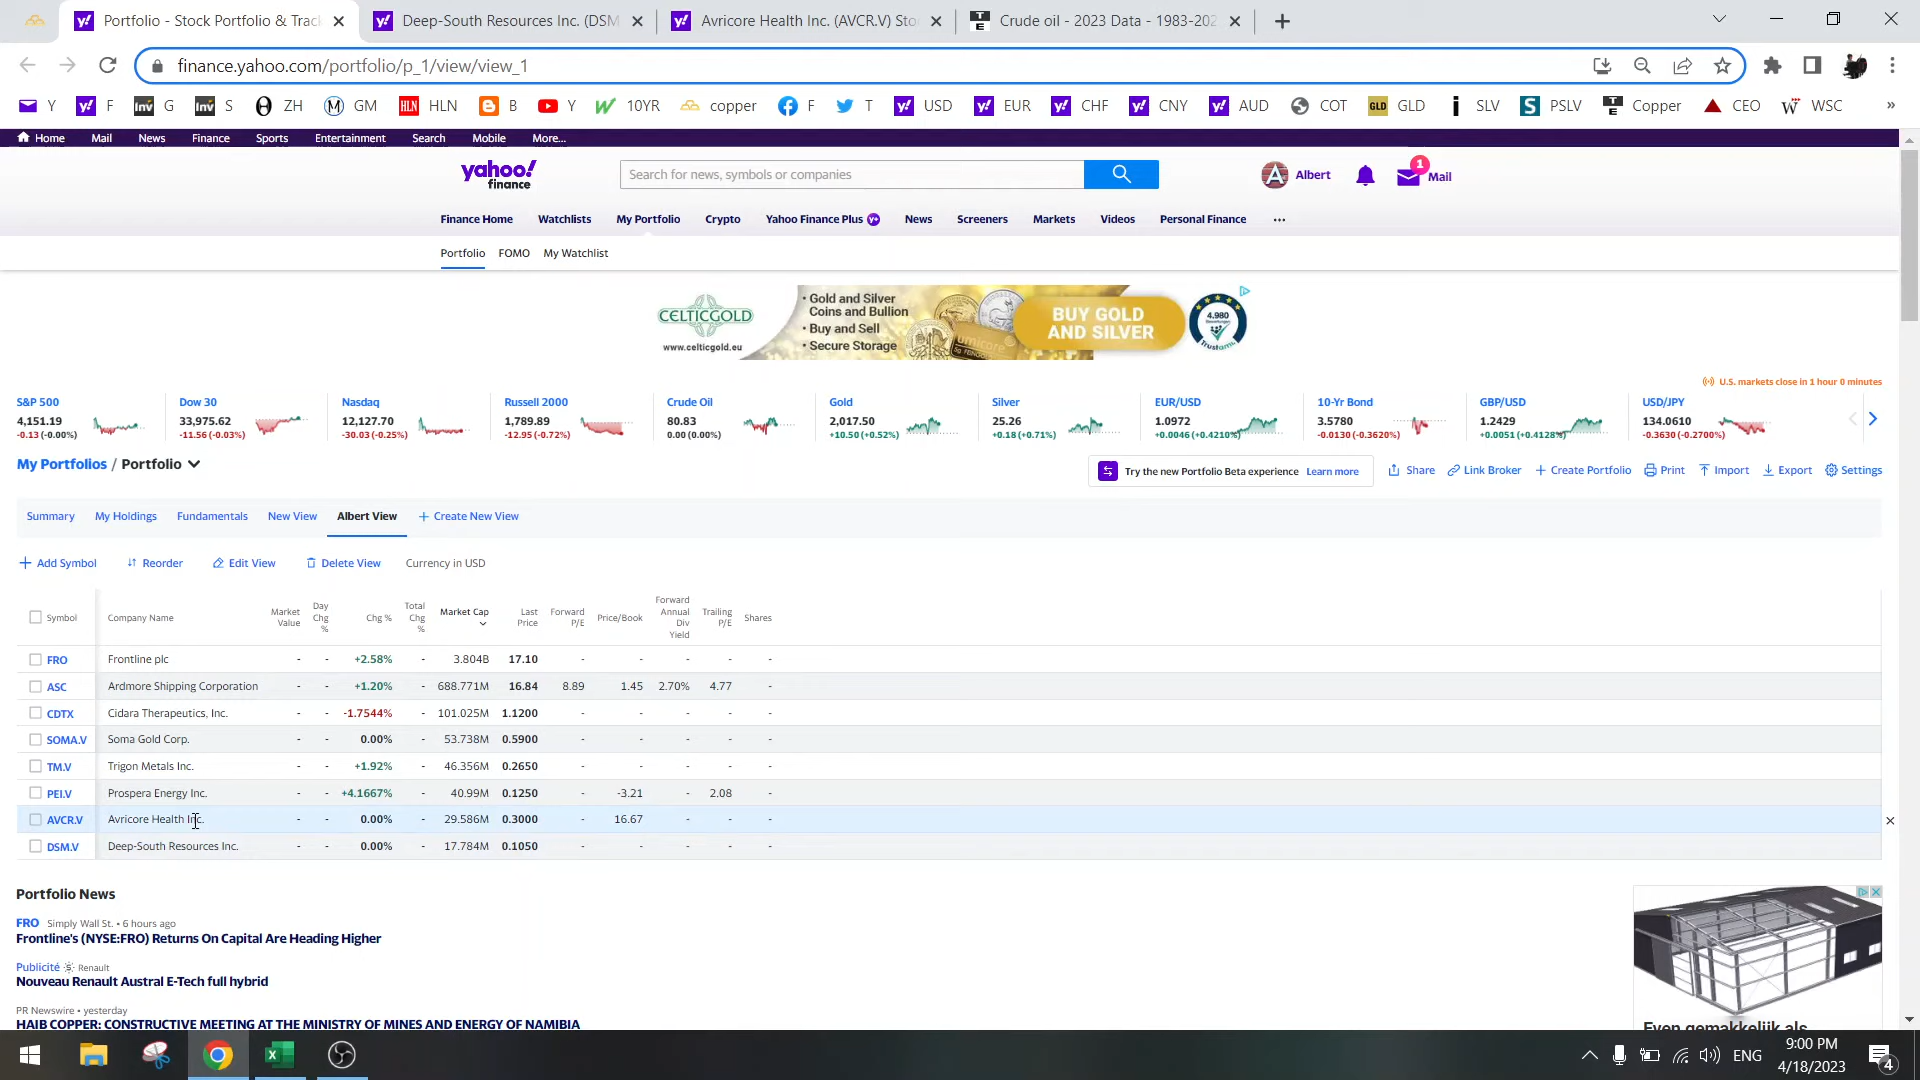 Portfolio - Stock Portfolio & Track
Deep-South Resources Inc. (DSM
Avricore Health Inc. (AVCR.V) Sto
Crude oil - 2023 Data - 1983-202
finance.yahoo.com/portfolio/p_1/view/view_1
Y F G S ZH GM HLN B Y 10YR copper F T USD EUR CHF CNY AUD COT GLD SLV PSLV Copper CEO WSC »
Home Mail News Finance Sports Entertainment Search Mobile More...
yahoo! finance
Search for news, symbols or companies
Albert
1
Mail
Finance Home Watchlists My Portfolio Crypto Yahoo Finance Plus News Screeners Markets Videos Personal Finance ...
Portfolio FOMO My Watchlist
CELTICGOLD
www.celticgold.eu
• Gold and Silver
Coins and Bullion
• Buy and Sell
• Secure Storage
BUY GOLD
AND SILVER
4.980
U.S. markets close in 1 hour 0 minutes
S&P 500 Dow 30 Nasdaq Russell 2000 Crude Oil Gold Silver EUR/USD 10-Yr Bond GBP/USD USD/JPY
4,151.19 33,975.62 12,127.70 1,789.89 80.83 2,017.50 25.26 1.0972 3.5780 1.2429 134.0610
-0.13 (-0.00%) -11.56 (-0.03%) -30.03 (-0.25%) -12.95 (-0.72%) 0.00 (0.00%) +10.50 (+0.52%) +0.18 (+0.71%) +0.0046 (+0.4210%) -0.0130 (-0.3620%) +0.0051 (+0.4128%) -0.3630 (-0.2700%)
My Portfolios / Portfolio
Try the new Portfolio Beta experience Learn more
Share Link Broker + Create Portfolio Print Import Export Settings
Summary My Holdings Fundamentals New View Albert View + Create New View
+ Add Symbol Reorder Edit View Delete View Currency in USD
Symbol Company Name Market Value Day Chg % Chg % Total Chg % Market Cap Last Price Forward P/E Price/Book Forward Annual Div Yield Trailing P/E Shares
FRO Frontline plc - - +2.58% - 3.804B 17.10 - - - - -
ASC Ardmore Shipping Corporation - - +1.20% - 688.771M 16.84 8.89 1.45 2.70% 4.77 -
CDTX Cidara Therapeutics, Inc. - - -1.7544% - 101.025M 1.1200 - - - - -
SOMA.V Soma Gold Corp. - - 0.00% - 53.738M 0.5900 - - - - -
TM.V Trigon Metals Inc. - - +1.92% - 46.356M 0.2650 - - - - -
PEI.V Prospera Energy Inc. - - +4.1667% - 40.99M 0.1250 - -3.21 - 2.08 -
AVCR.V Avricore Health Inc. - - 0.00% - 29.586M 0.3000 - 16.67 - - -
DSM.V Deep-South Resources Inc. - - 0.00% - 17.784M 0.1050 - - - - -
Portfolio News
FRO Simply Wall St. • 6 hours ago
Frontline's (NYSE:FRO) Returns On Capital Are Heading Higher
Publicité Renault
Nouveau Renault Austral E-Tech full hybrid
PR Newswire • yesterday
HAIB COPPER: CONSTRUCTIVE MEETING AT THE MINISTRY OF MINES AND ENERGY OF NAMIBIA
Even gemakkelijk als
ENG
9:00 PM
4/18/2023
4